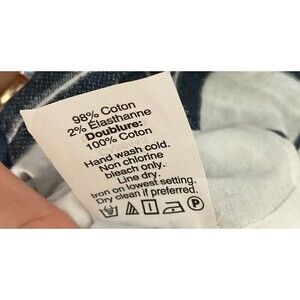 98% Coton
2% Élasthanne
Doublure:
100% Coton
Hand wash cold.
Non chlorine
bleach only.
Line dry.
Iron on lowest setting.
Dry clean if preferred.
P